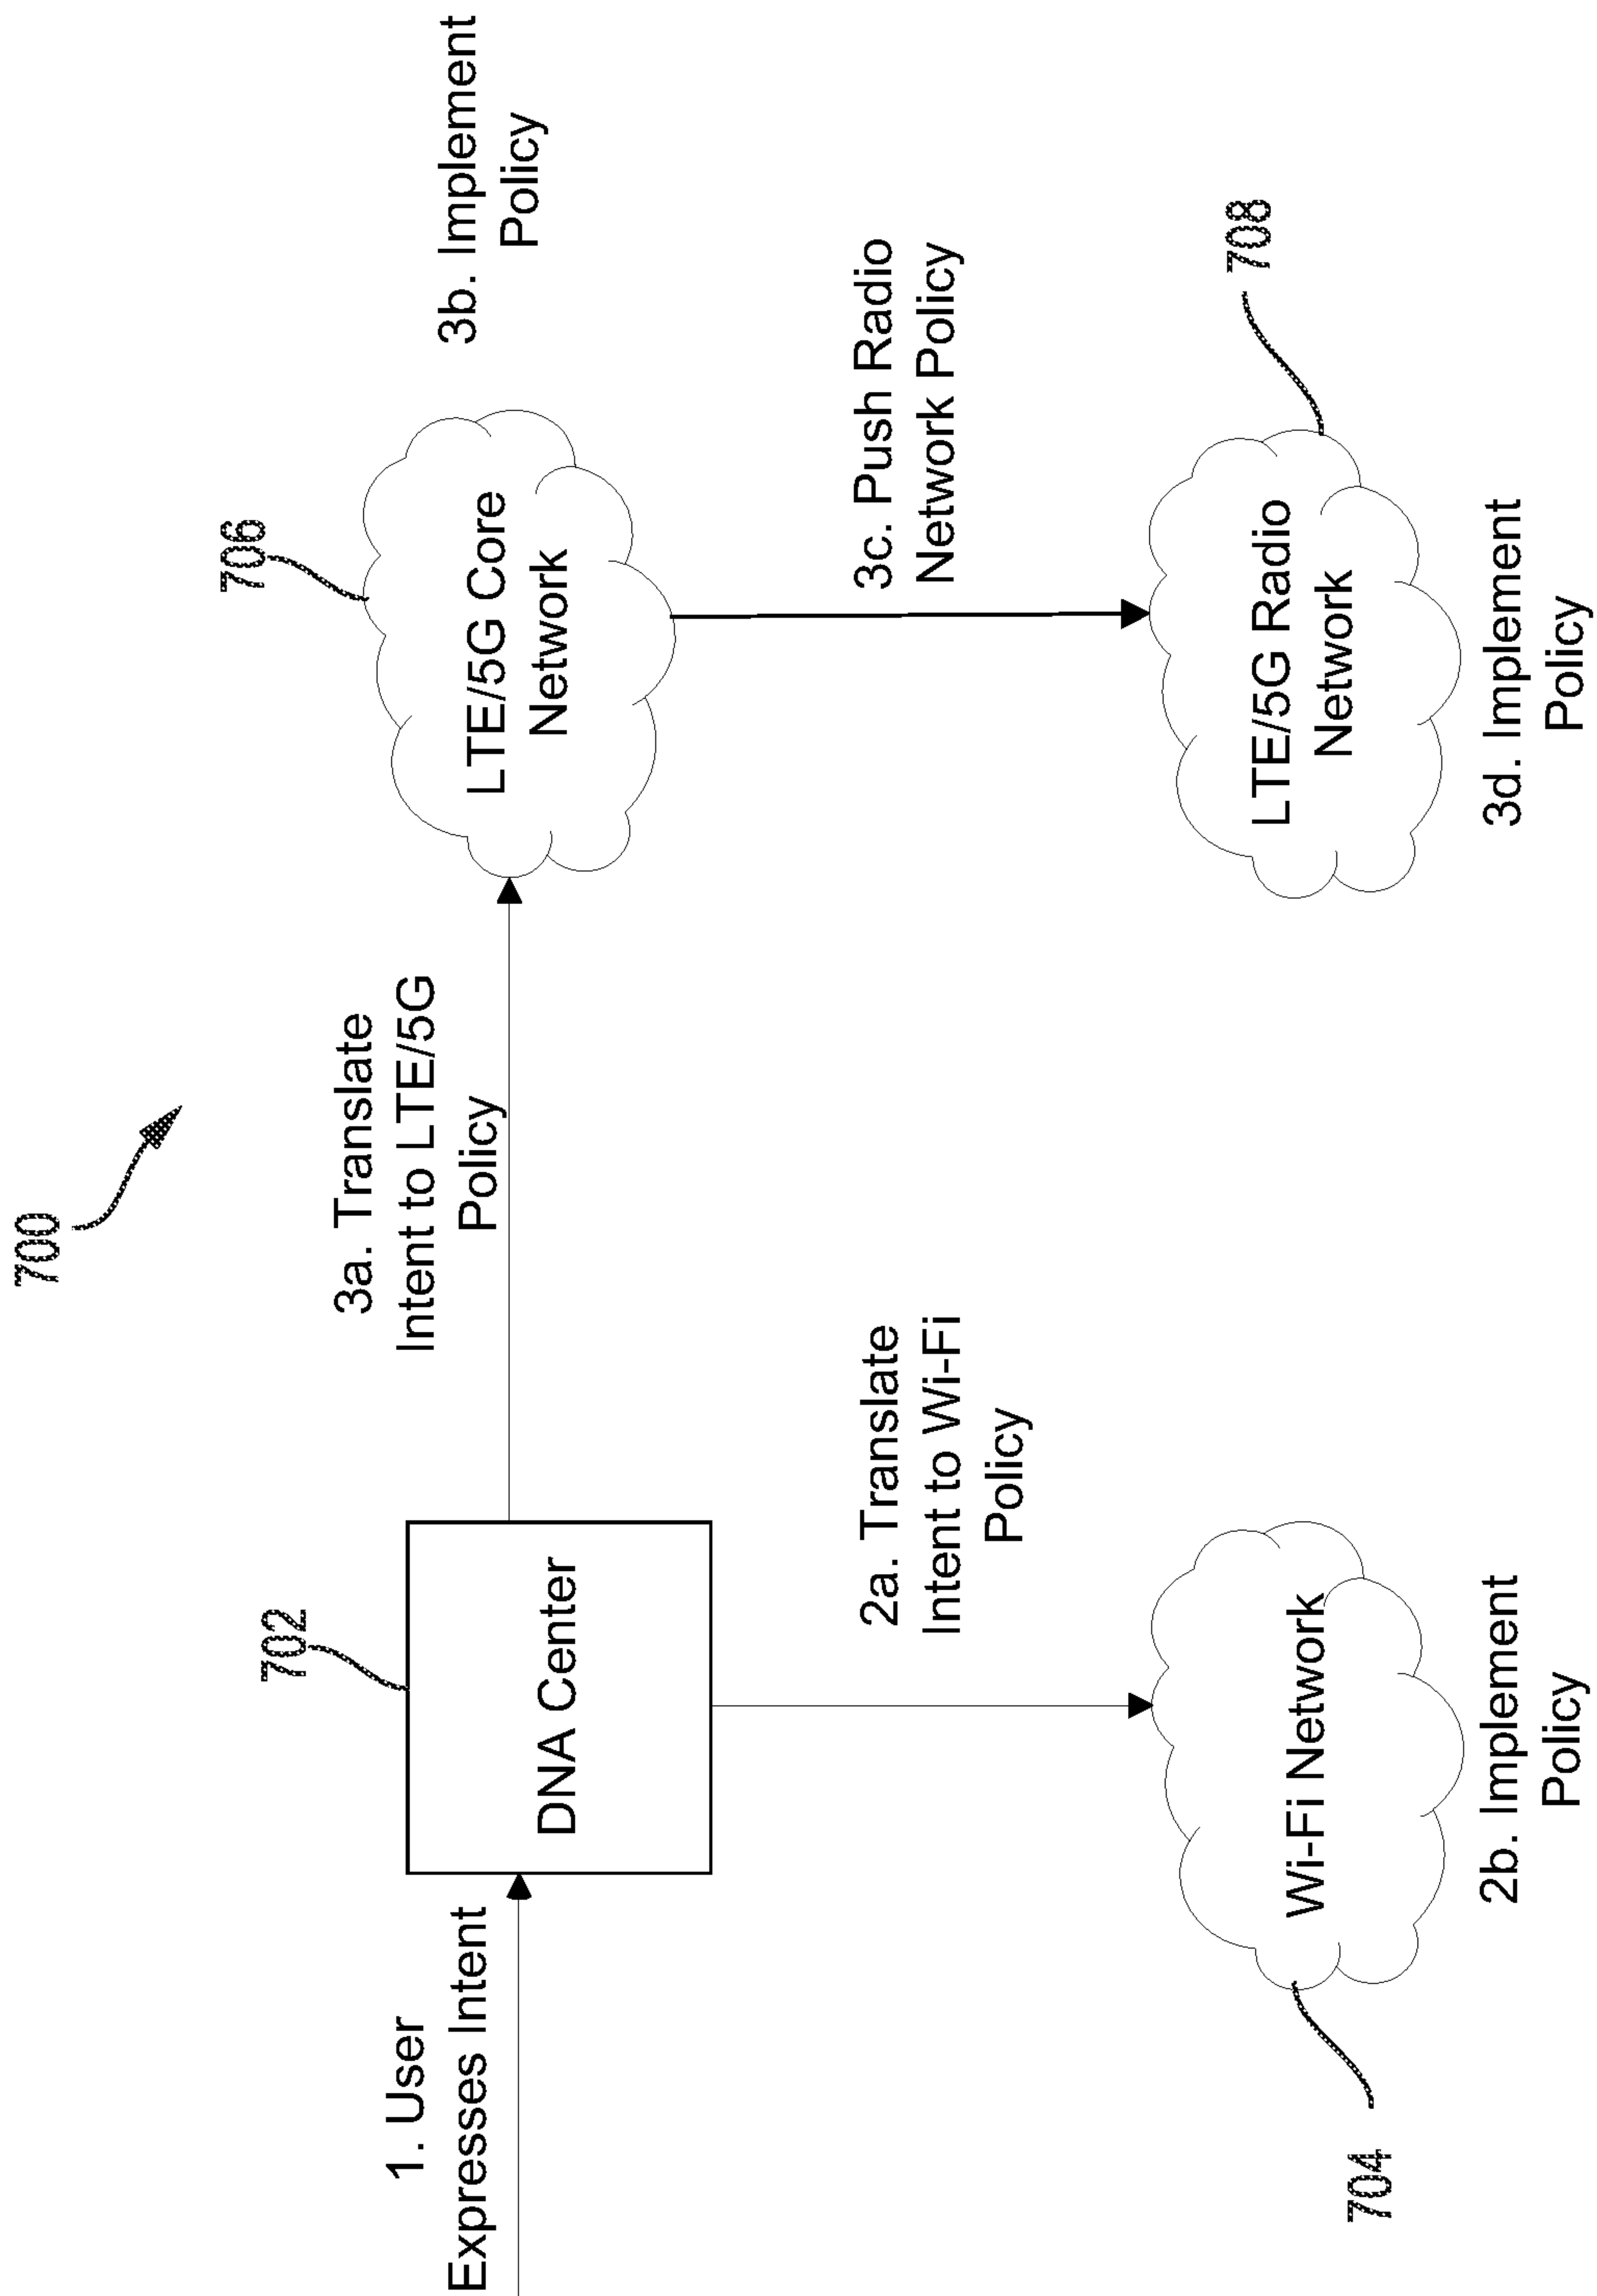 700
702
706
1. User
Expresses Intent
DNA Center
3a. Translate
Intent to LTE/5G
Policy
LTE/5G Core
Network
3b. Implement
Policy
2a. Translate
Intent to Wi-Fi
Policy
3c. Push Radio
Network Policy
704
Wi-Fi Network
2b. Implement
Policy
708
LTE/5G Radio
Network
3d. Implement
Policy